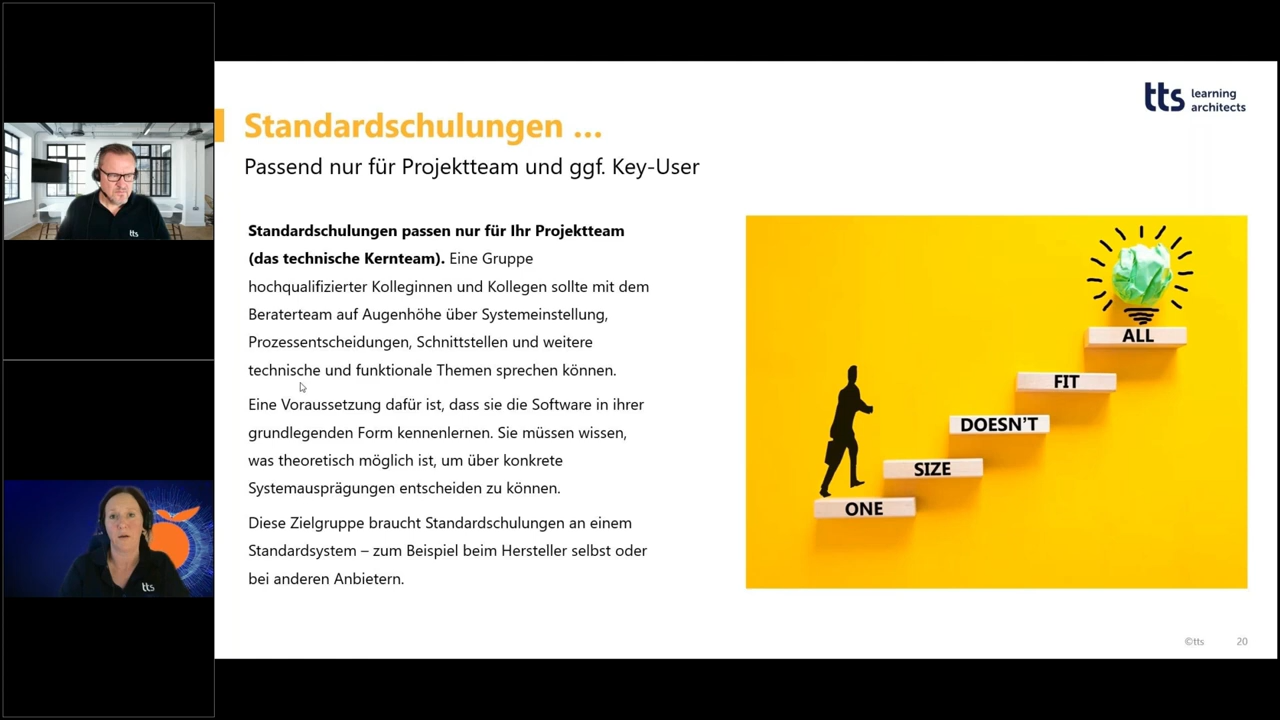 tts learning
architects
Standardschulungen ...
Passend nur für Projektteam und ggf. Key-User
Standardschulungen passen nur für Ihr Projektteam
(das technische Kernteam). Eine Gruppe
hochqualifizierter Kolleginnen und Kollegen sollte mit dem
Beraterteam auf Augenhöhe über Systemeinstellung,
Prozessentscheidungen, Schnittstellen und weitere
technische und funktionale Themen sprechen können.
Eine Voraussetzung dafür ist, dass sie die Software in ihrer
grundlegenden Form kennenlernen. Sie müssen wissen,
was theoretisch möglich ist, um über konkrete
Systemausprägungen entscheiden zu können.
Diese Zielgruppe braucht Standardschulungen an einem
Standardsystem – zum Beispiel beim Hersteller selbst oder
bei anderen Anbietern.
ONE
SIZE
DOESN'T
FIT
ALL
tts
tts
©tts 20